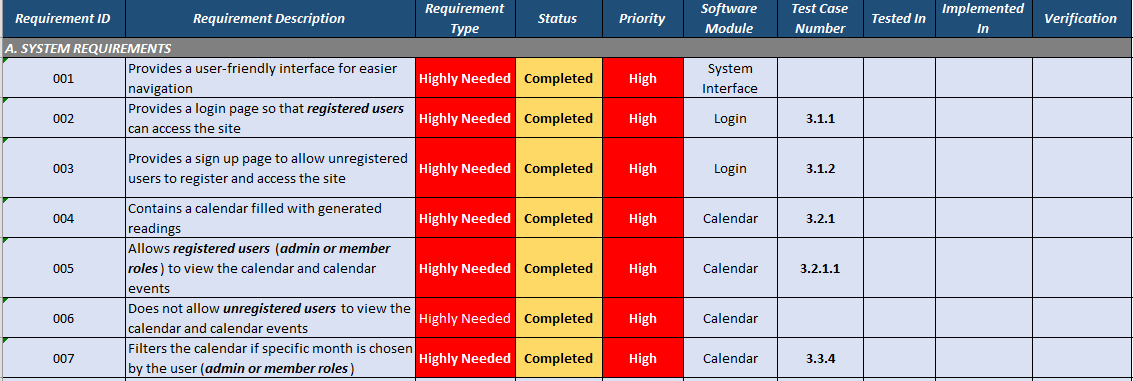 Requirement ID Requirement Description Requirement Type Status Priority Software Module Test Case Number Tested In Implemented In Verification
A. SYSTEM REQUIREMENTS
001 Provides a user-friendly interface for easier navigation Highly Needed Completed High System Interface
002 Provides a login page so that registered users can access the site Highly Needed Completed High Login 3.1.1
003 Provides a sign up page to allow unregistered users to register and access the site Highly Needed Completed High Login 3.1.2
004 Contains a calendar filled with generated readings Highly Needed Completed High Calendar 3.2.1
005 Allows registered users (admin or member roles) to view the calendar and calendar events Highly Needed Completed High Calendar 3.2.1.1
006 Does not allow unregistered users to view the calendar and calendar events Highly Needed Completed High Calendar
007 Filters the calendar if specific month is chosen by the user (admin or member roles) Highly Needed Completed High Calendar 3.3.4